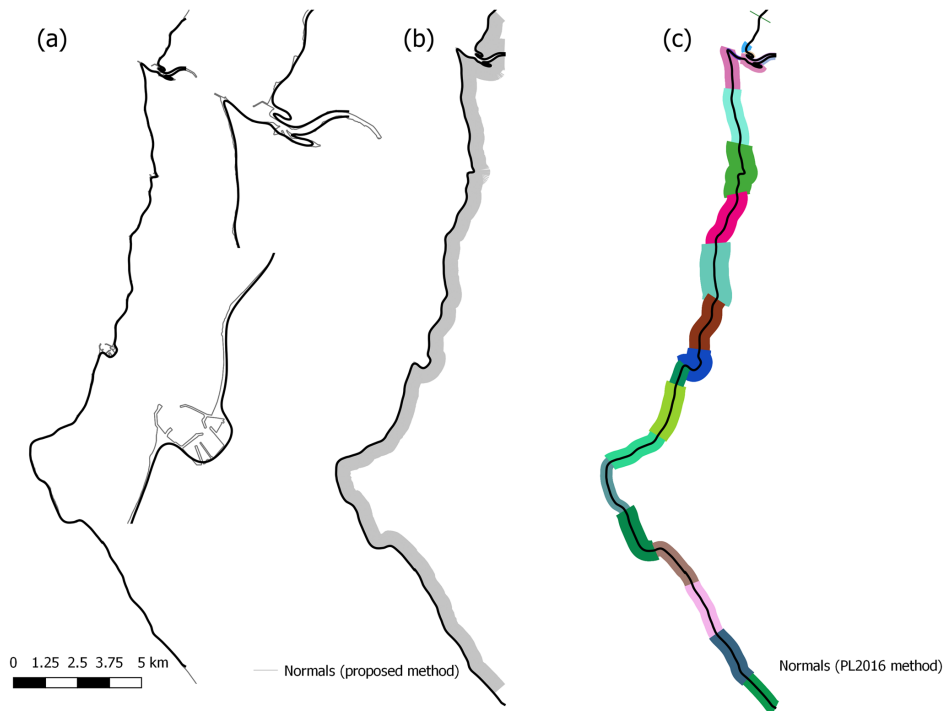 (a)
(b)
(c)
0 1.25 2.5 3.75 5 km
Normals (proposed method)
Normals (PL2016 method)